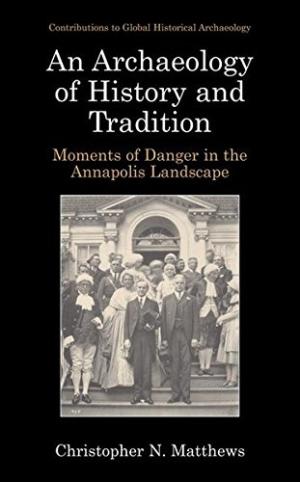 Contributions to Global Historical Archaeology
An Archaeology
of History and
Tradition
Moments of Danger in the
Annapolis Landscape
Christopher N. Matthews